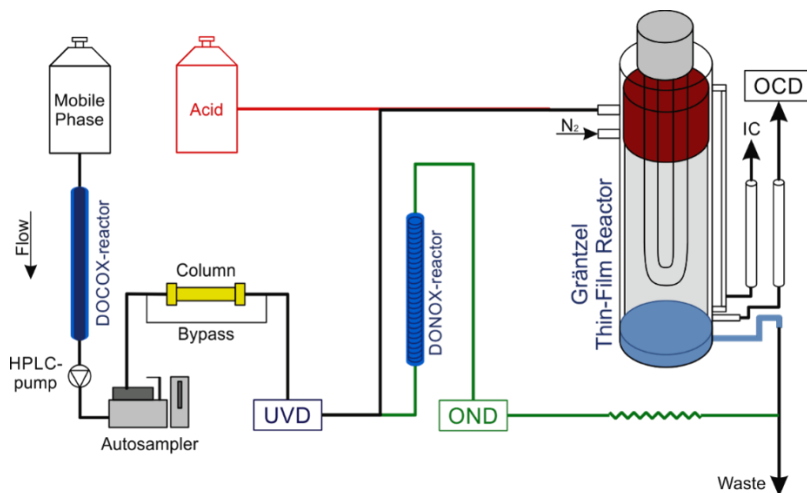 Mobile
Phase
Acid
OCD
IC
N₂
Flow
DOCOX-reactor
Column
Bypass
DONOX-reactor
Gräntzel
Thin-Film Reactor
HPLC-
pump
Autosampler
UVD
OND
Waste